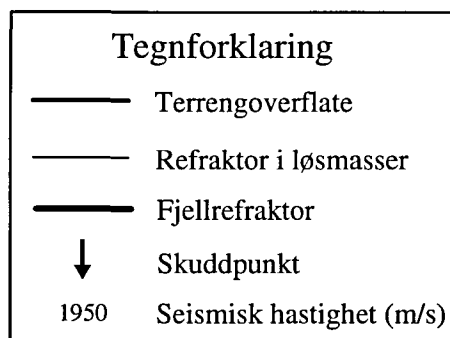 Tegnforklaring
Terrengoverflate
Refraktor i løsmasser
Fjellrefraktor
Skuddpunkt
1950 Seismisk hastighet (m/s)